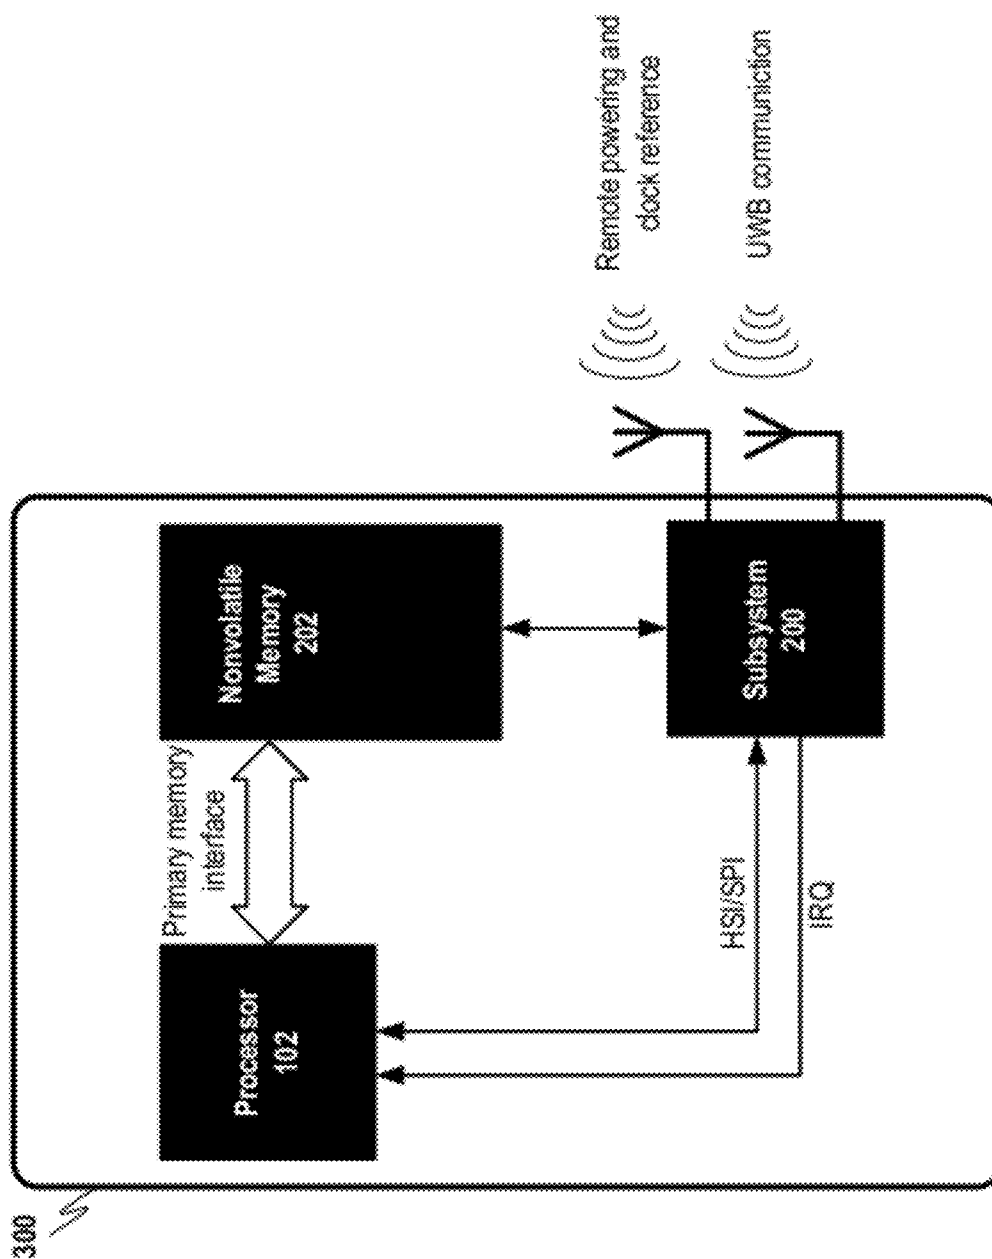 300
Processor
102
Primary memory
interface
Nonvolatile
Memory
202
HSI/SPI
IRQ
Subsystem
200
Remote powering and
clock reference
UWB communiction